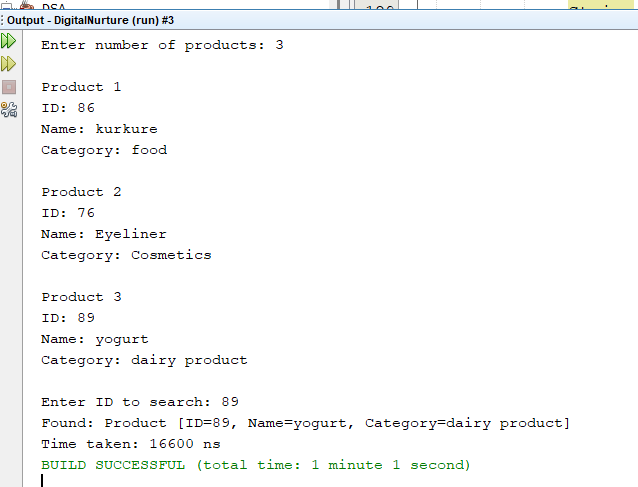 DSA
Output - DigitalNurture (run) #3
Enter number of products: 3
Product 1
ID: 86
Name: kurkure
Category: food
Product 2
ID: 76
Name: Eyeliner
Category: Cosmetics
Product 3
ID: 89
Name: yogurt
Category: dairy product
Enter ID to search: 89
Found: Product [ID=89, Name=yogurt, Category=dairy product]
Time taken: 16600 ns
BUILD SUCCESSFUL (total time: 1 minute 1 second)